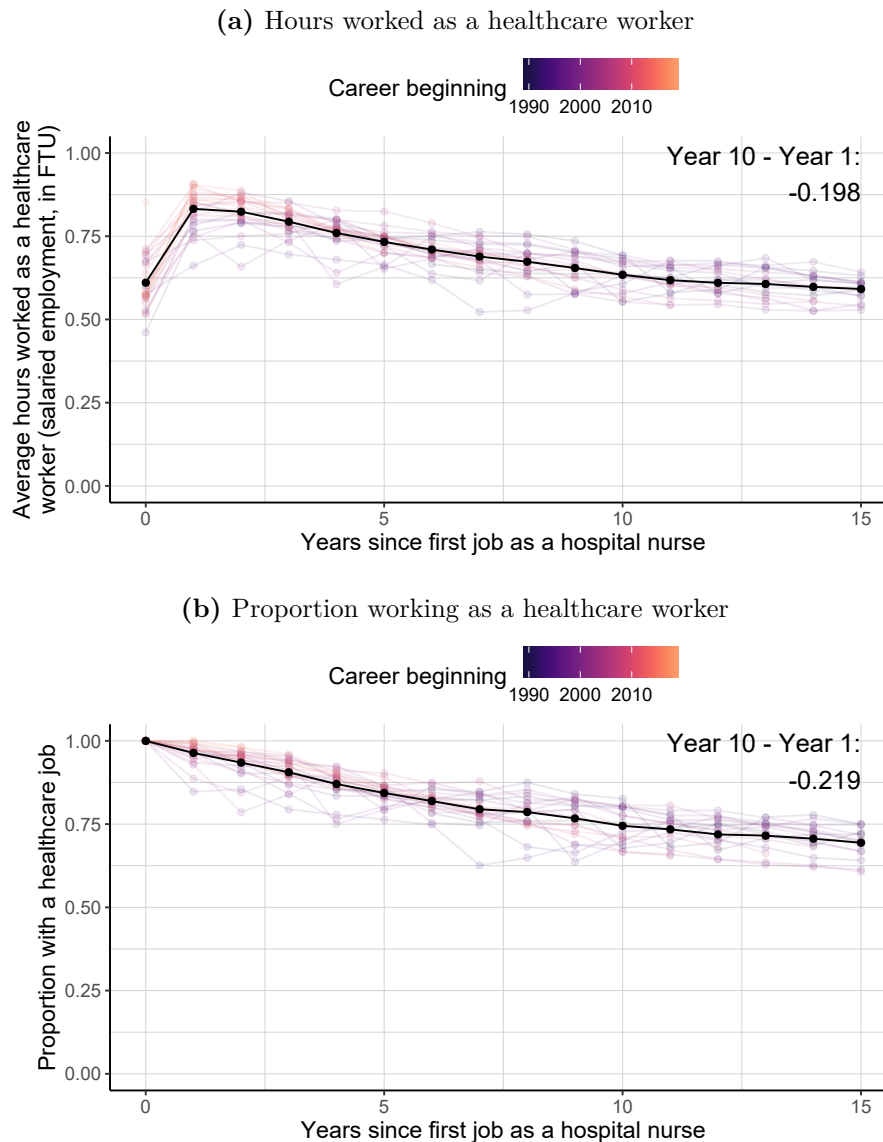 (a) Hours worked as a healthcare worker
Career beginning
1990 2000 2010
Average hours worked as a healthcare
worker (salaried employment, in FTU)
1.00
0.75
0.50
0.25
0.00
Year 10 - Year 1:
-0.198
0 5 10 15
Years since first job as a hospital nurse
(b) Proportion working as a healthcare worker
Career beginning
1990 2000 2010
Proportion with a healthcare job
1.00
0.75
0.50
0.25
0.00
Year 10 - Year 1:
-0.219
0 5 10 15
Years since first job as a hospital nurse